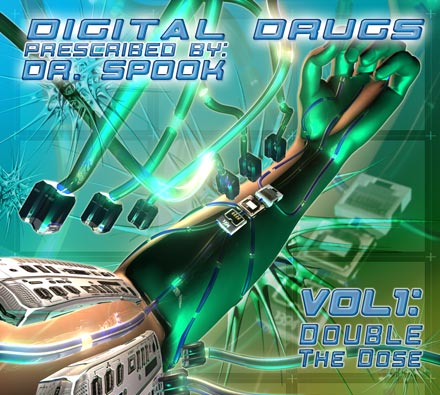 DIGITAL DRUGS
PRESCRIBED BY:
DR. SPOOK
VOL1:
DOUBLE
THE DOSE